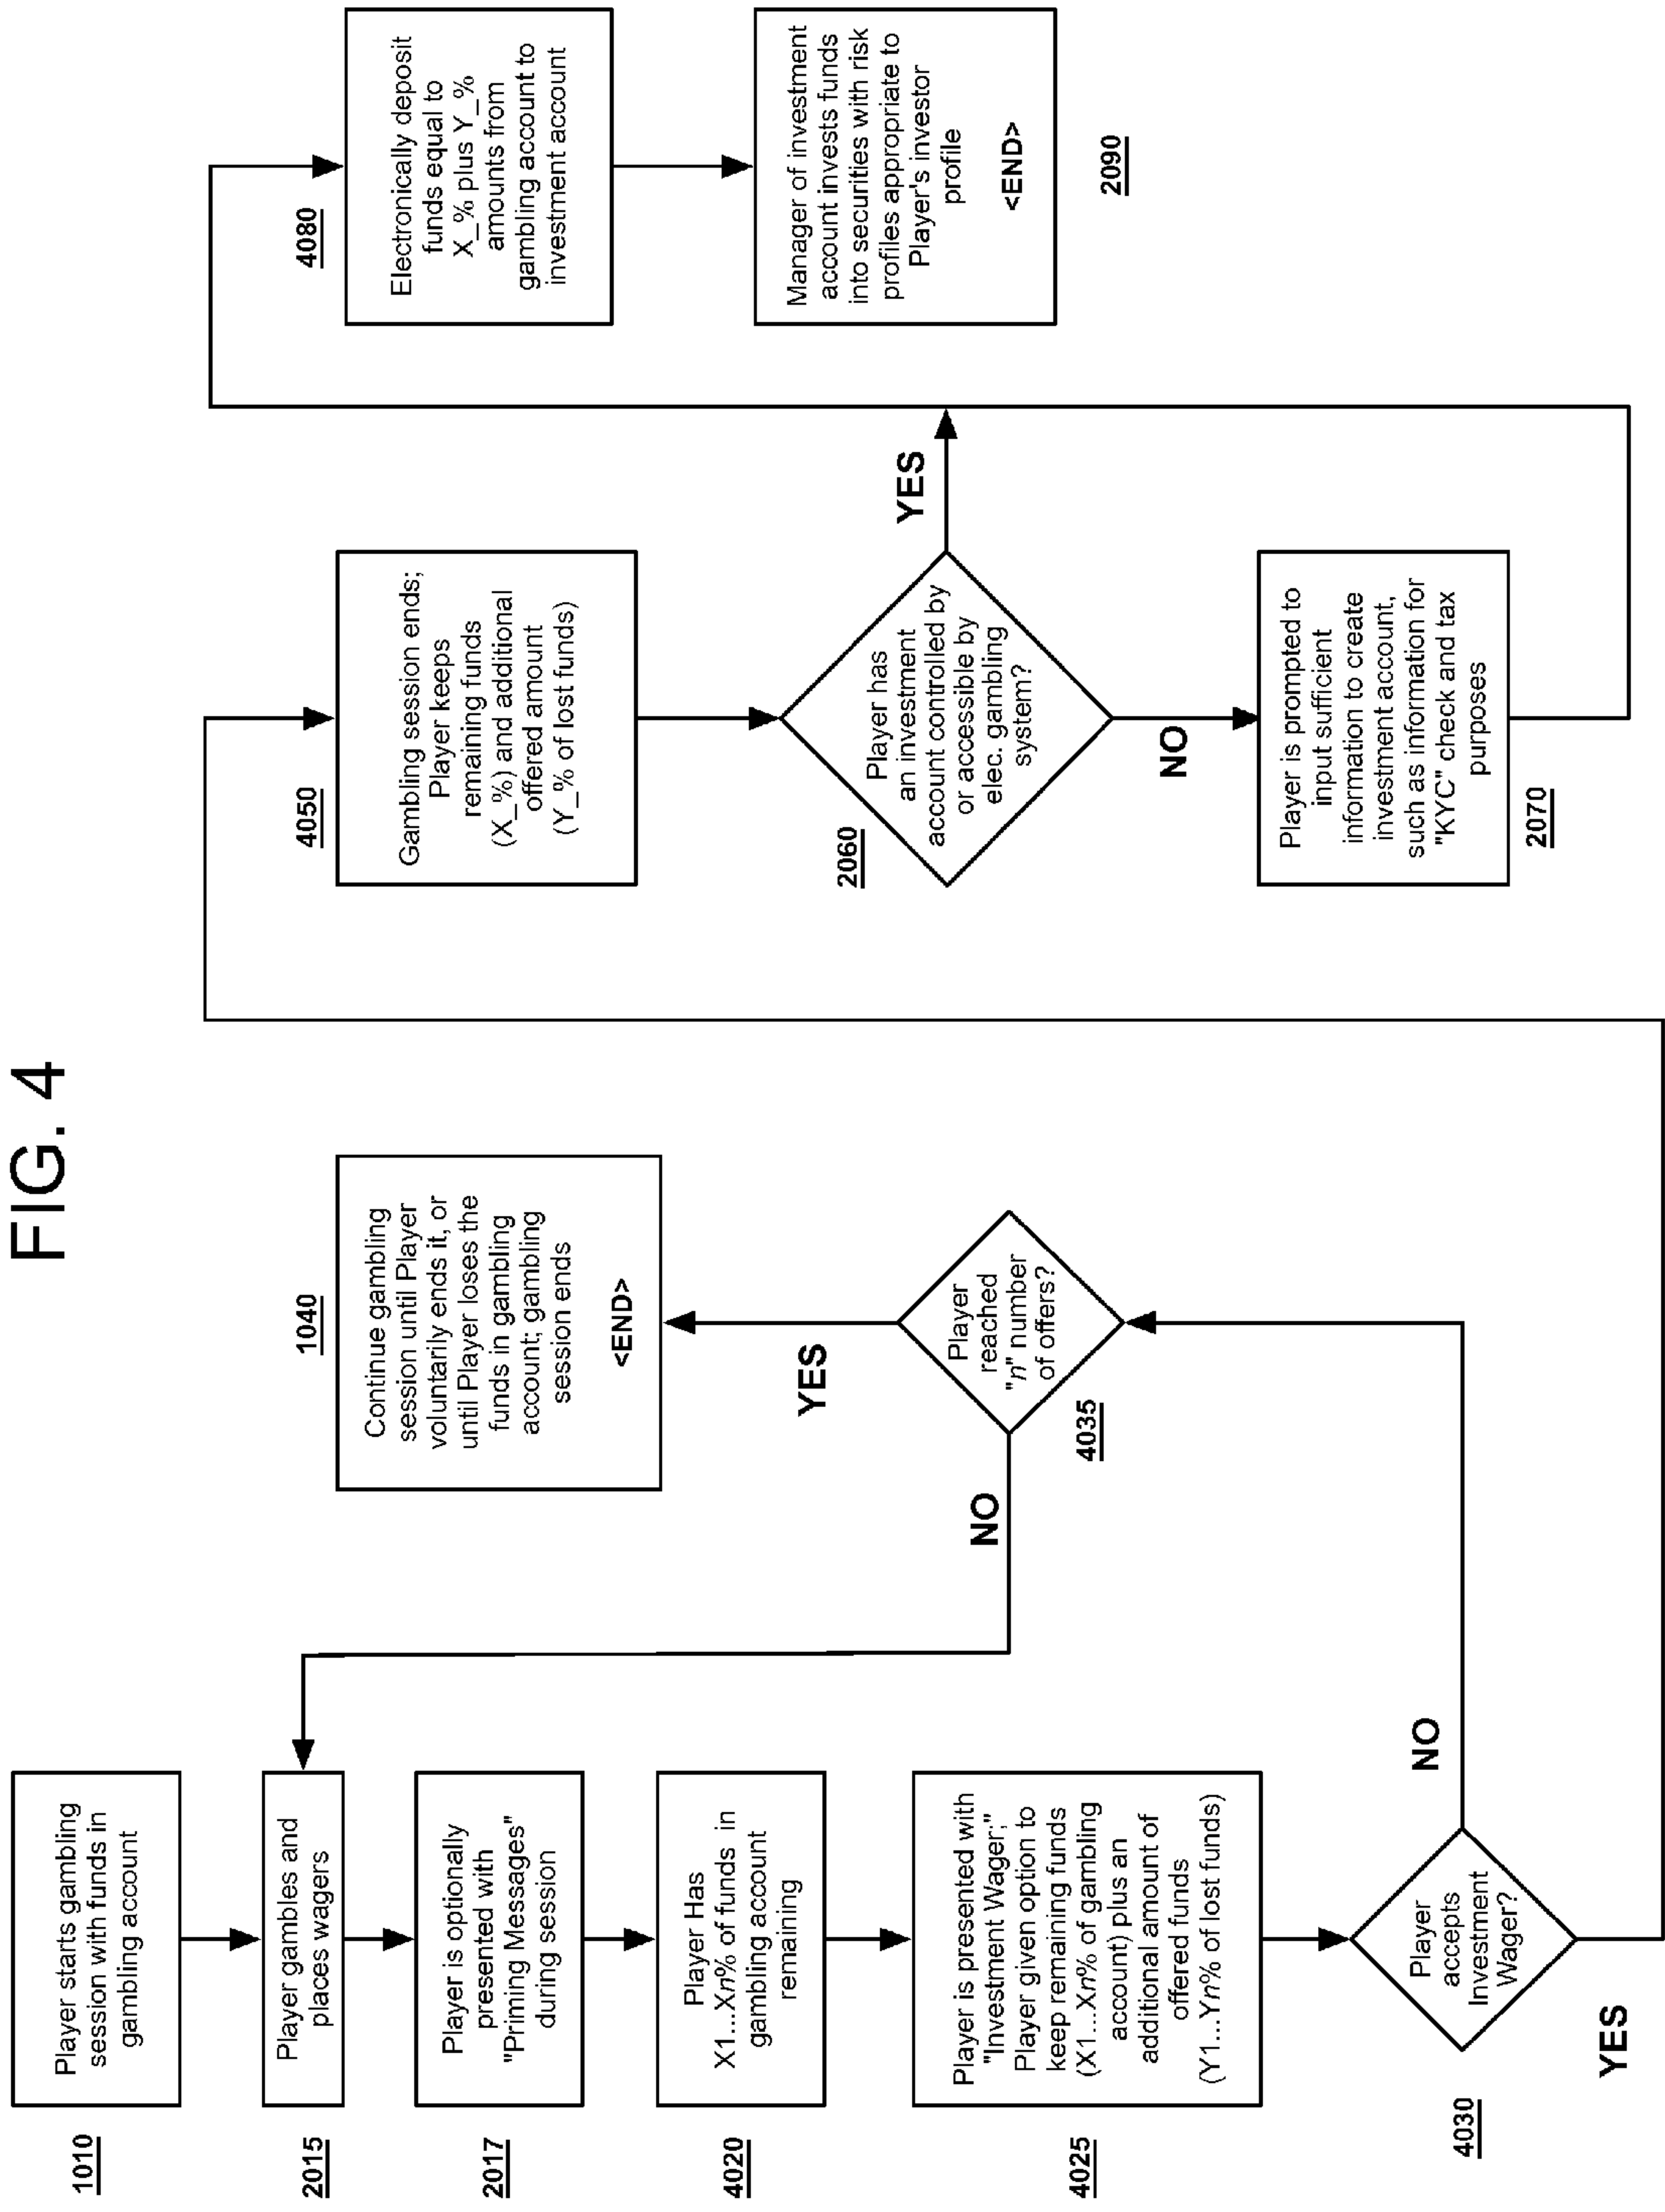 FIG. 4
1010
Player starts gambling
session with funds in
gambling account
2015
Player gambles and
places wagers
2017
Player is optionally
presented with
"Priming Messages"
during session
4020
Player Has
X1...Xn% of funds in
gambling account
remaining
4025
Player is presented with
"Investment Wager;"
Player given option to
keep remaining funds
(X1...Xn% of gambling
account) plus an
additional amount of
offered funds
(Y1...Yn% of lost funds)
4030
Player
accepts
Investment
Wager?
YES
NO
4035
Player
reached
"n" number
of offers?
NO
YES
1040
Continue gambling
session until Player
voluntarily ends it, or
until Player loses the
funds in gambling
account; gambling
session ends
<END>
4050
Gambling session ends;
Player keeps
remaining funds
(X_%) and additional
offered amount
(Y_% of lost funds)
2060
Player has
an investment
account controlled by
or accessible by
elec. gambling
system?
YES
NO
2070
Player is prompted to
input sufficient
information to create
investment account,
such as information for
"KYC" check and tax
purposes
4080
Electronically deposit
funds equal to
X_% plus Y_%
amounts from
gambling account to
investment account
Manager of investment
account invests funds
into securities with risk
profiles appropriate to
Player's investor
profile
<END>
2090